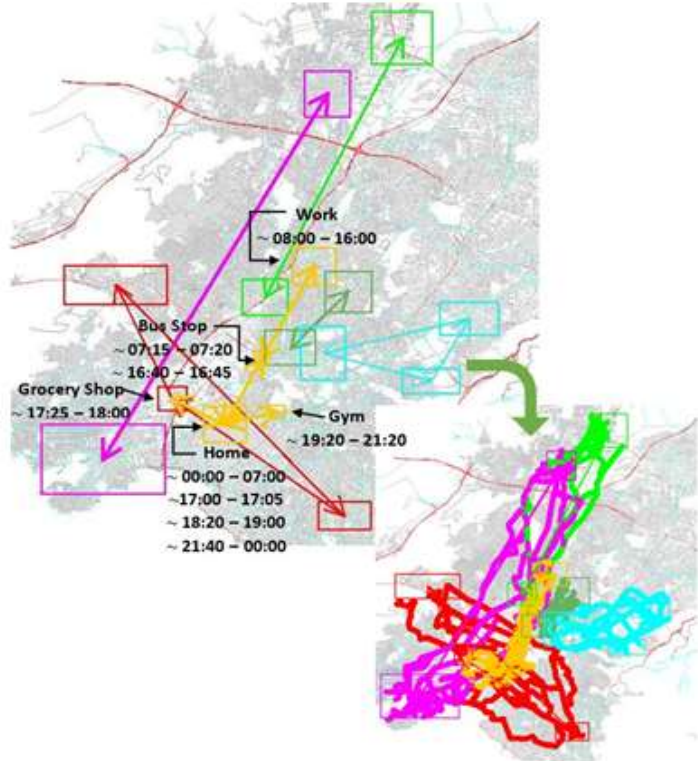 Work
~ 08:00 – 16:00
Bus Stop
~ 07:15 – 07:20
~ 16:40 – 16:45
Grocery Shop
~ 17:25 – 18:00
Gym
~ 19:20 – 21:20
Home
~ 00:00 – 07:00
~17:00 – 17:05
~ 18:20 – 19:00
~ 21:40 – 00:00